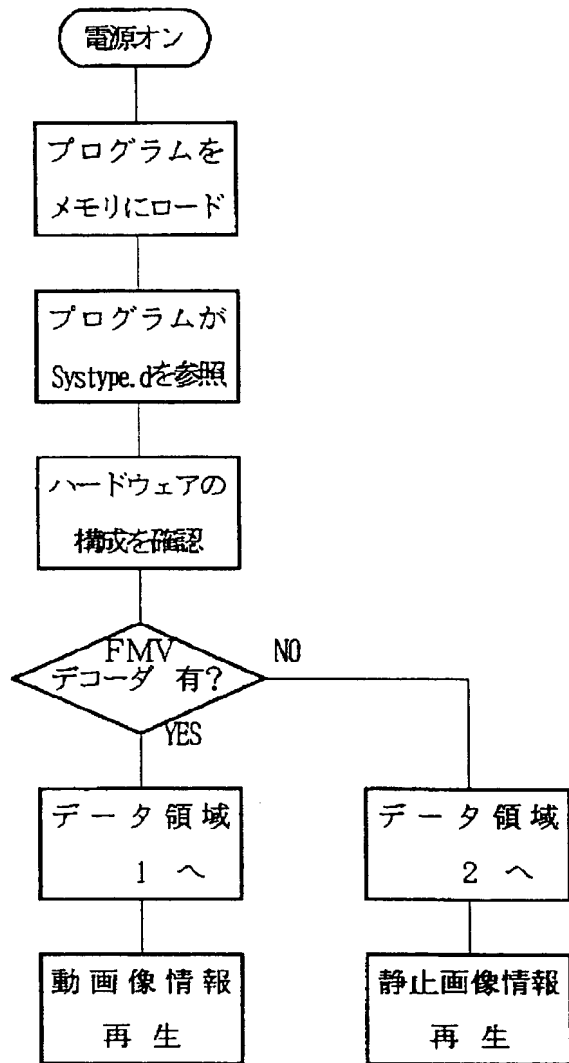 電源オン
プログラムを
メモリにロード
プログラムが
Systype.dを参照
ハードウェアの
構成を確認
FMV
デコーダ 有?
NO
YES
データ領域
1 へ
データ領域
2 へ
動画像情報
再生
静止画像情報
再生